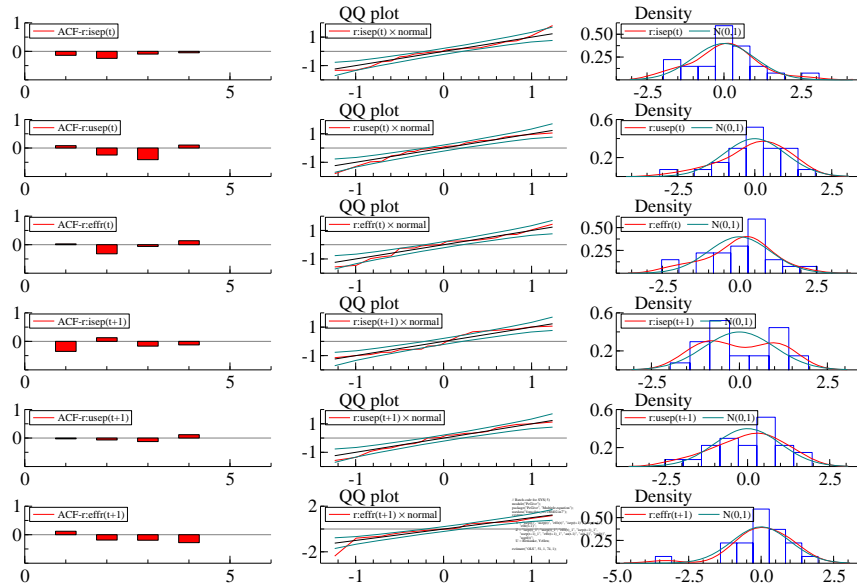 QQ plot
Density
1
ACF-r:isep(t)
0
0
5
1
r:isep(t) × normal
-1
-1
0
1
0.50
r:isep(t)
N(0,1)
0.25
-2.5
0.0
2.5
QQ plot
Density
1
ACF-r:usep(t)
0
0
5
1
r:usep(t) × normal
-1
-1
0
1
0.6
r:usep(t)
N(0,1)
0.2
-2.5
0.0
2.5
QQ plot
Density
1
ACF-r:effr(t)
0
0
5
1
r:effr(t) × normal
-1
-1
0
1
0.50
r:effr(t)
N(0,1)
0.25
-2.5
0.0
2.5
QQ plot
Density
1
ACF-r:isep(t+1)
0
0
5
1
r:isep(t+1) × normal
-1
-1
0
1
0.6
r:isep(t+1)
N(0,1)
0.2
-2.5
0.0
2.5
QQ plot
Density
1
ACF-r:usep(t+1)
0
0
5
1
r:usep(t+1) × normal
-1
-1
0
1
0.6
r:usep(t+1)
N(0,1)
0.2
-2.5
0.0
2.5
QQ plot
Density
1
ACF-r:effr(t+1)
0
0
5
2
r:effr(t+1) × normal
-2
-1
0
1
0.50
r:effr(t+1)
N(0,1)
0.25
-5.0
-2.5
0.0
2.5